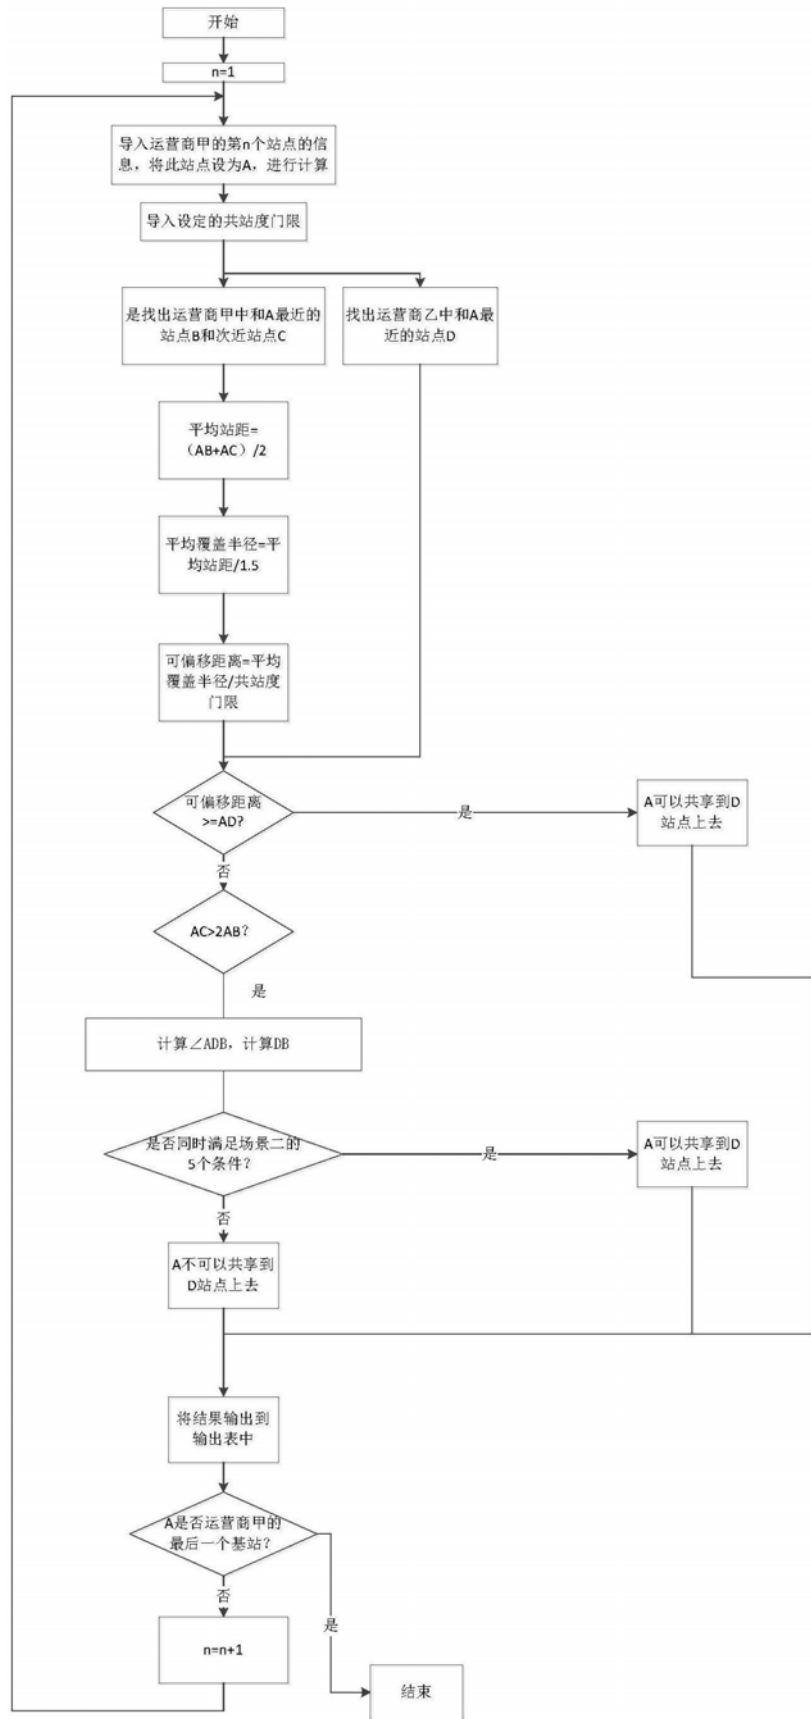 开始
n=1
导入运营商甲的第n个站点的信
息，将此站点设为A，进行计算
导入设定的共站度门限
是找出运营商甲中和A最近的
站点B和次近站点C
找出运营商乙中和A最
近的站点D
平均站距=
（AB+AC）/2
平均覆盖半径=平
均站距/1.5
可偏移距离=平均
覆盖半径/共站度
门限
可偏移距离
>=AD?
是
A可以共享到D
站点上去
否
AC>2AB？
是
计算∠ADB，计算DB
是否同时满足场景二的
5个条件？
是
A可以共享到D
站点上去
否
A不可以共享到
D站点上去
将结果输出到
输出表中
A是否运营商甲的
最后一个基站？
否
是
n=n+1
结束